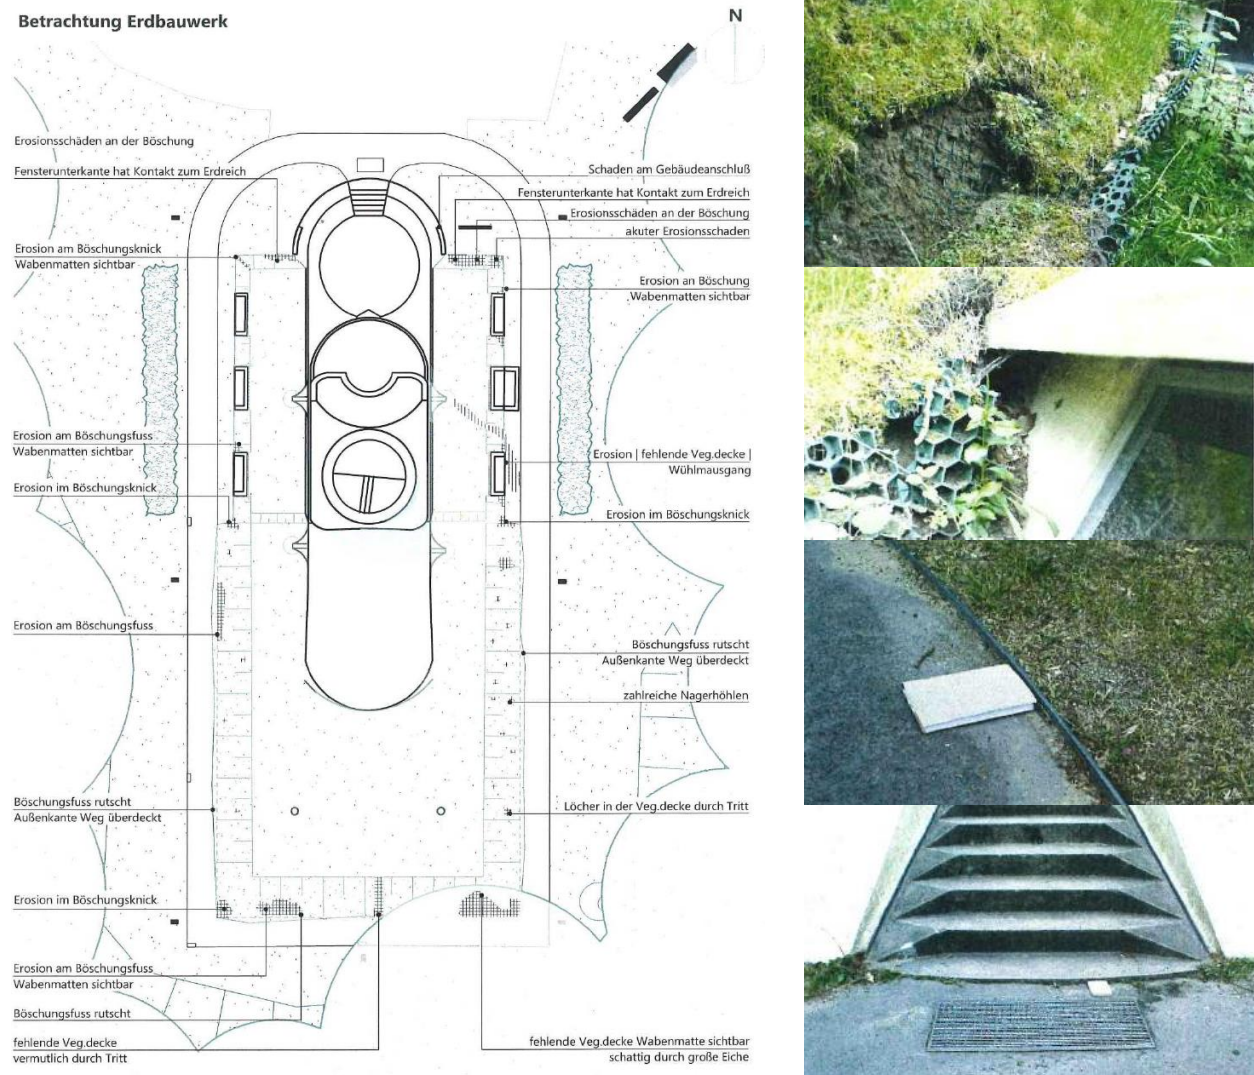 Betrachtung Erdbauwerk
N
Erosionsschäden an der Böschung
Fensterunterkante hat Kontakt zum Erdreich
Erosion am Böschungsknick
Wabenmatten sichtbar
Erosion am Böschungsfuss
Wabenmatten sichtbar
Erosion im Böschungsknick
Erosion am Böschungsfuss
Böschungsfuss rutscht
Außenkante Weg überdeckt
Erosion im Böschungsknick
Erosion am Böschungsfuss
Wabenmatten sichtbar
Böschungsfuss rutscht
fehlende Veg.decke
vermutlich durch Tritt
Schaden am Gebäudeanschluß
Fensterunterkante hat Kontakt zum Erdreich
Erosionsschäden an der Böschung
akuter Erosionsschaden
Erosion an Böschung
Wabenmatten sichtbar
Erosion | fehlende Veg.decke |
Wühlmausgang
Erosion im Böschungsknick
Böschungsfuss rutscht
Außenkante Weg überdeckt
zahlreiche Nagerhöhlen
Löcher in der Veg.decke durch Tritt
fehlende Veg.decke Wabenmatte sichtbar
schattig durch große Eiche